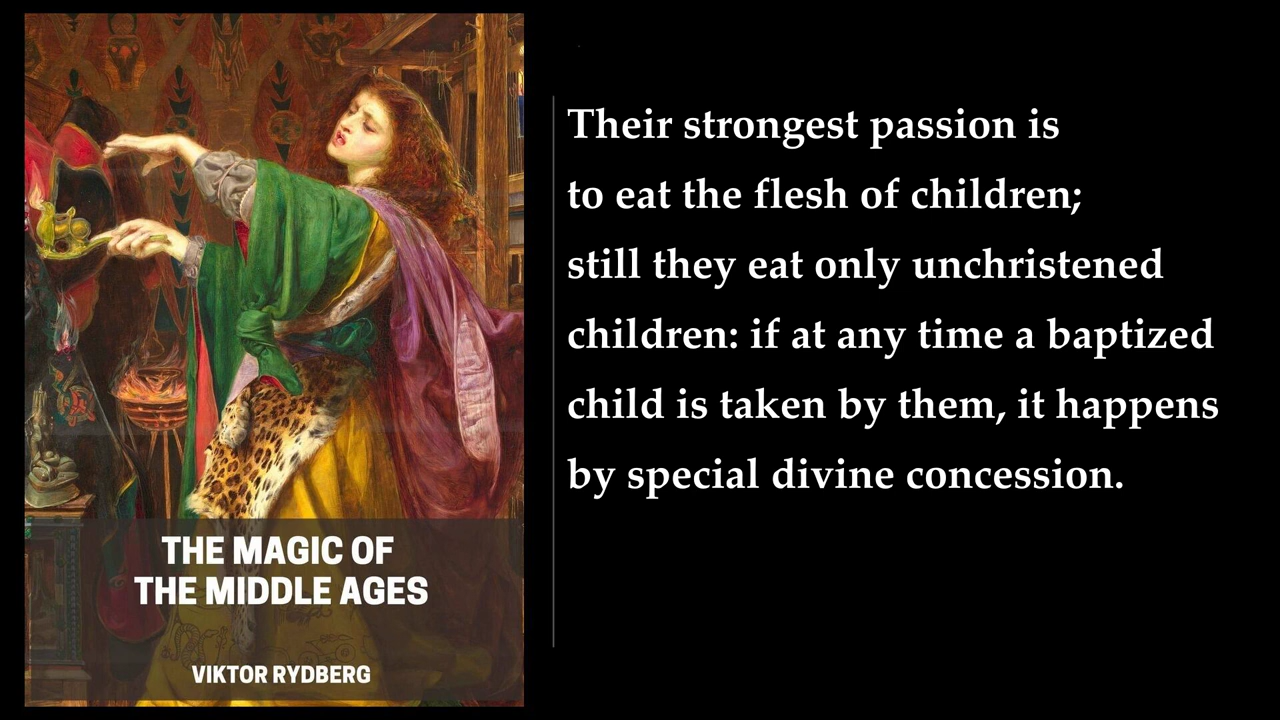 Their strongest passion is
to eat the flesh of children;
still they eat only unchristened
children: if at any time a baptized
child is taken by them, it happens
by special divine concession.
THE MAGIC OF
THE MIDDLE AGES
VIKTOR RYDBERG